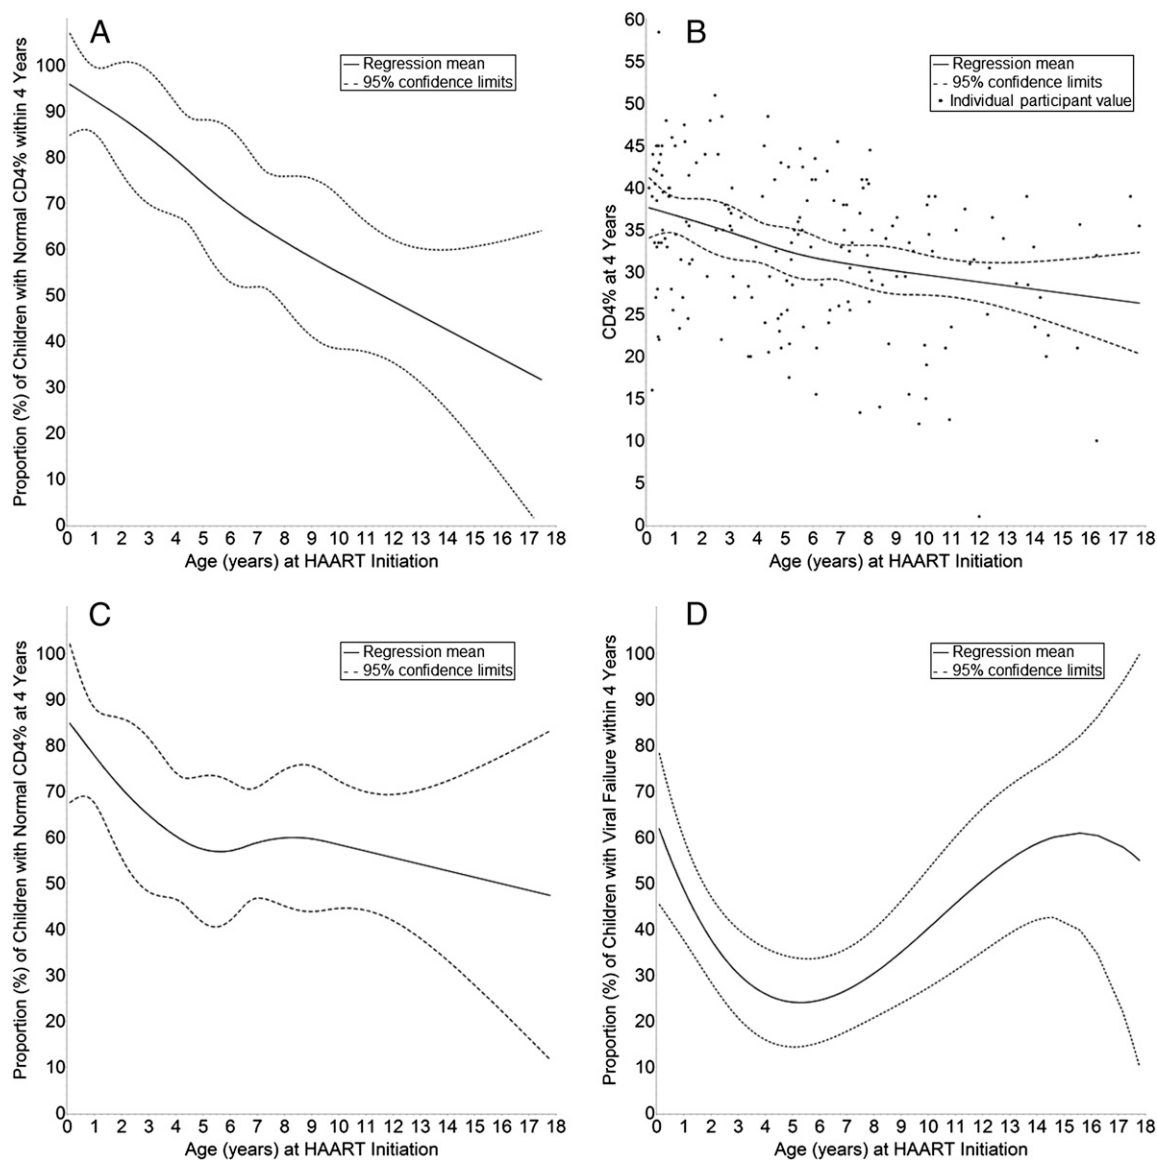 A
Proportion (%) of Children with Normal CD4% within 4 Years
Regression mean
95% confidence limits
100
90
80
70
60
50
40
30
20
10
0
0 1 2 3 4 5 6 7 8 9 10 11 12 13 14 15 16 17 18
Age (years) at HAART Initiation
B
CD4% at 4 Years
Regression mean
95% confidence limits
Individual participant value
60
55
50
45
40
35
30
25
20
15
10
5
0
0 1 2 3 4 5 6 7 8 9 10 11 12 13 14 15 16 17 18
Age (years) at HAART Initiation
C
Proportion (%) of Children with Normal CD4% at 4 Years
Regression mean
95% confidence limits
100
90
80
70
60
50
40
30
20
10
0
0 1 2 3 4 5 6 7 8 9 10 11 12 13 14 15 16 17 18
Age (years) at HAART Initiation
D
Proportion (%) of Children with Viral Failure within 4 Years
Regression mean
95% confidence limits
100
90
80
70
60
50
40
30
20
10
0
0 1 2 3 4 5 6 7 8 9 10 11 12 13 14 15 16 17 18
Age (years) at HAART Initiation